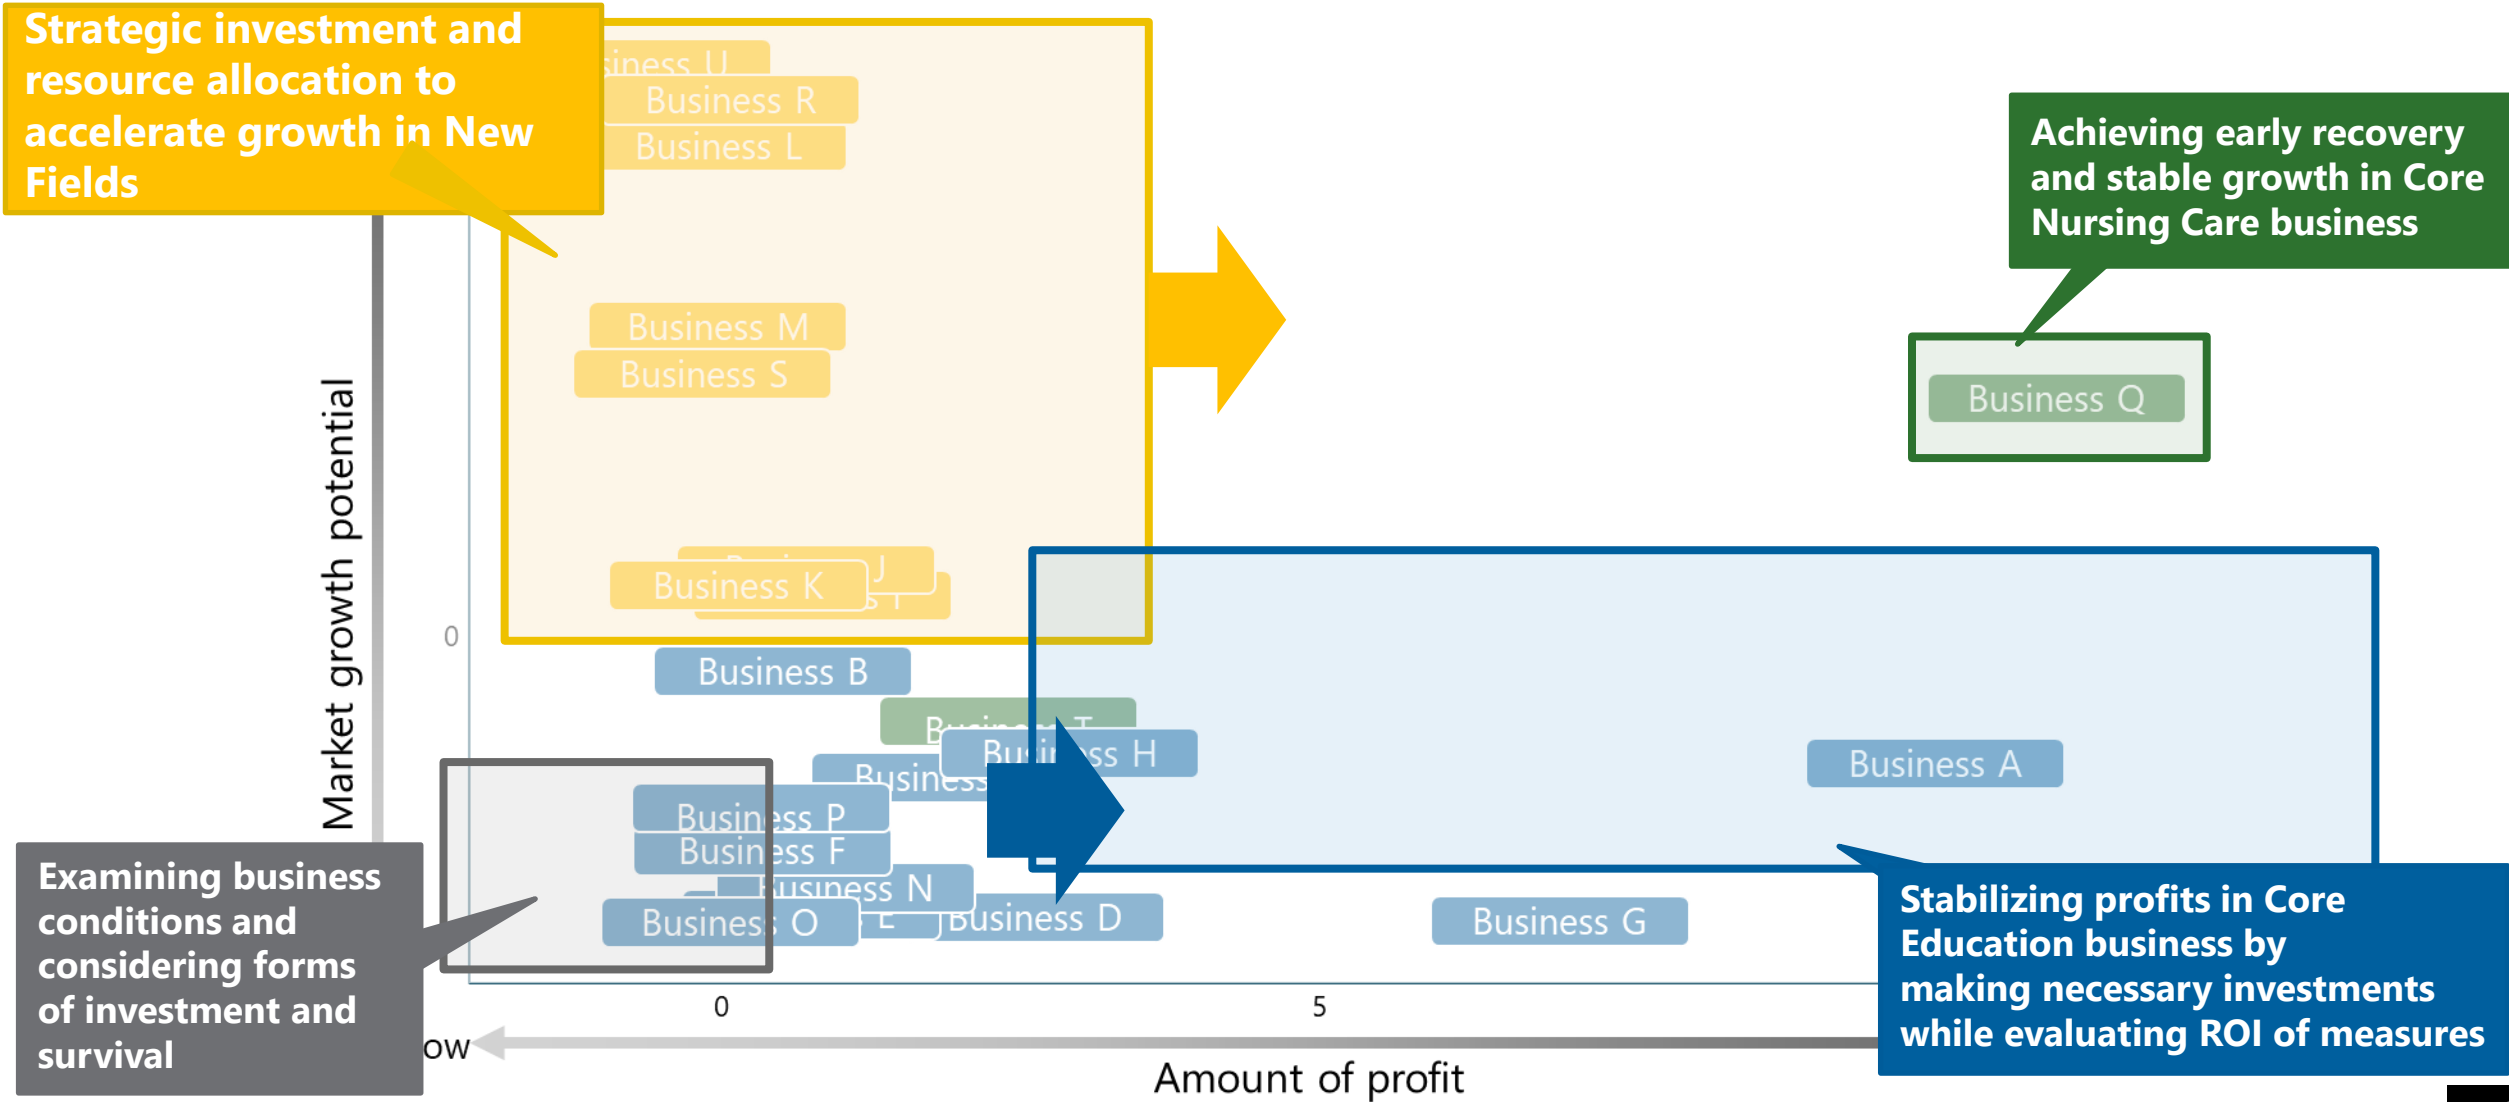 Strategic investment and
resource allocation to
accelerate growth in New
Fields
Business R
Business L
Achieving early recovery
and stable growth in Core
Nursing Care business
Business M
Business S
Business Q
Market growth potential
J
Business K
0
Business B
Business T
Business H
Business
Business A
Business P
Business F
Business N
Business O
E
Business D
Business G
Examining business
conditions and
considering forms
of investment and
survival
Stabilizing profits in Core
Education business by
making necessary investments
while evaluating ROI of measures
0
5
Amount of profit